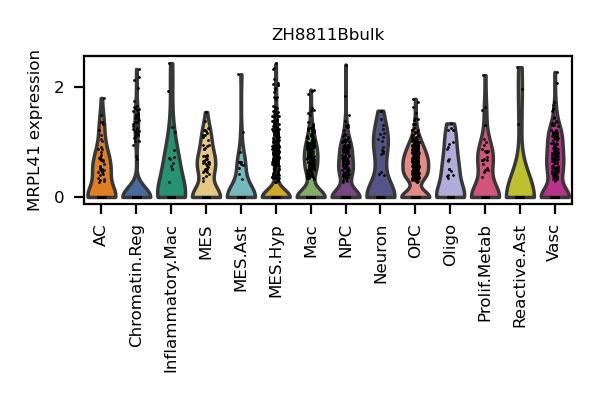 ZH8811Bbulk
MRPL41 expression
2
0
AC
Chromatin.Reg
Inflammatory.Mac
MES
MES.Ast
MES.Hyp
Mac
NPC
Neuron
OPC
Oligo
Prolif.Metab
Reactive.Ast
Vasc